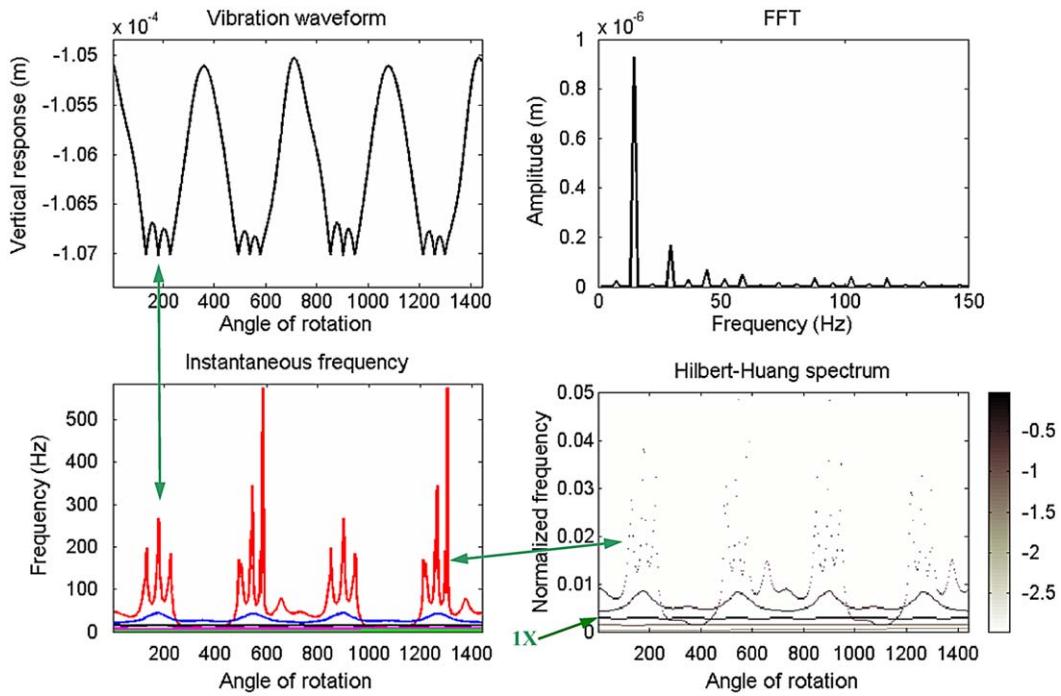 x 10⁻⁴
Vibration waveform
-1.05
-1.055
-1.06
-1.065
-1.07
Vertical response (m)
200 400 600 800 1000 1200 1400
Angle of rotation
x 10⁻⁶
FFT
1
0.8
0.6
0.4
0.2
0
Amplitude (m)
0 50 100 150
Frequency (Hz)
Instantaneous frequency
500
400
300
200
100
0
Frequency (Hz)
200 400 600 800 1000 1200 1400
Angle of rotation
Hilbert-Huang spectrum
0.05
0.04
0.03
0.02
0.01
0
Normalized frequency
1X
200 400 600 800 1000 1200 1400
Angle of rotation
-0.5
-1
-1.5
-2
-2.5